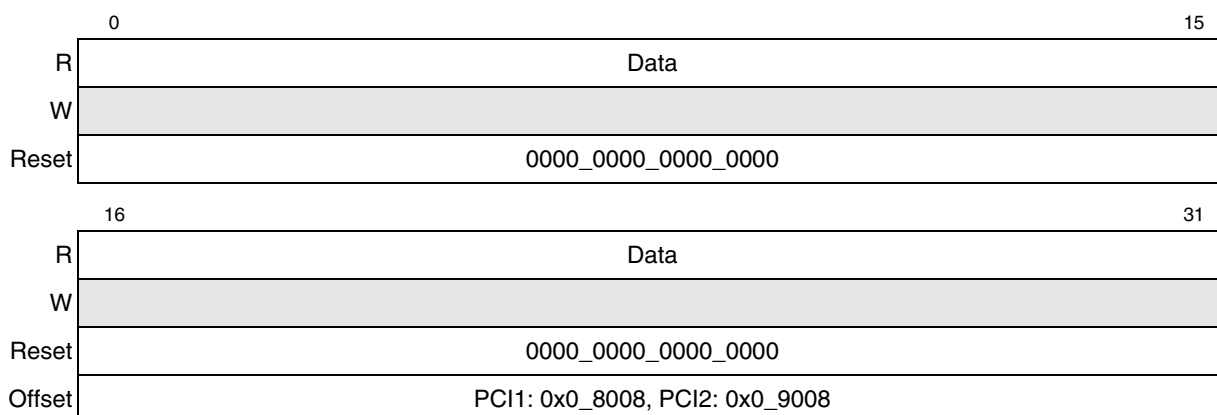 0 15
R Data
W
Reset 0000_0000_0000_0000
16 31
R Data
W
Reset 0000_0000_0000_0000
Offset PCI1: 0x0_8008, PCI2: 0x0_9008